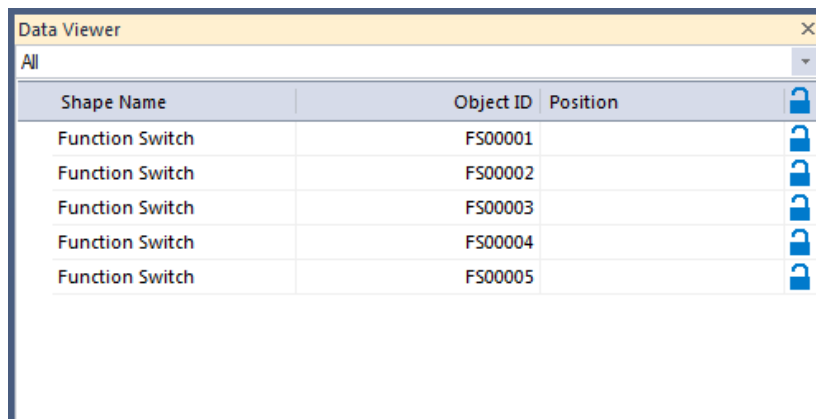 Data Viewer
All
Shape Name Object ID Position
Function Switch FS00001
Function Switch FS00002
Function Switch FS00003
Function Switch FS00004
Function Switch FS00005